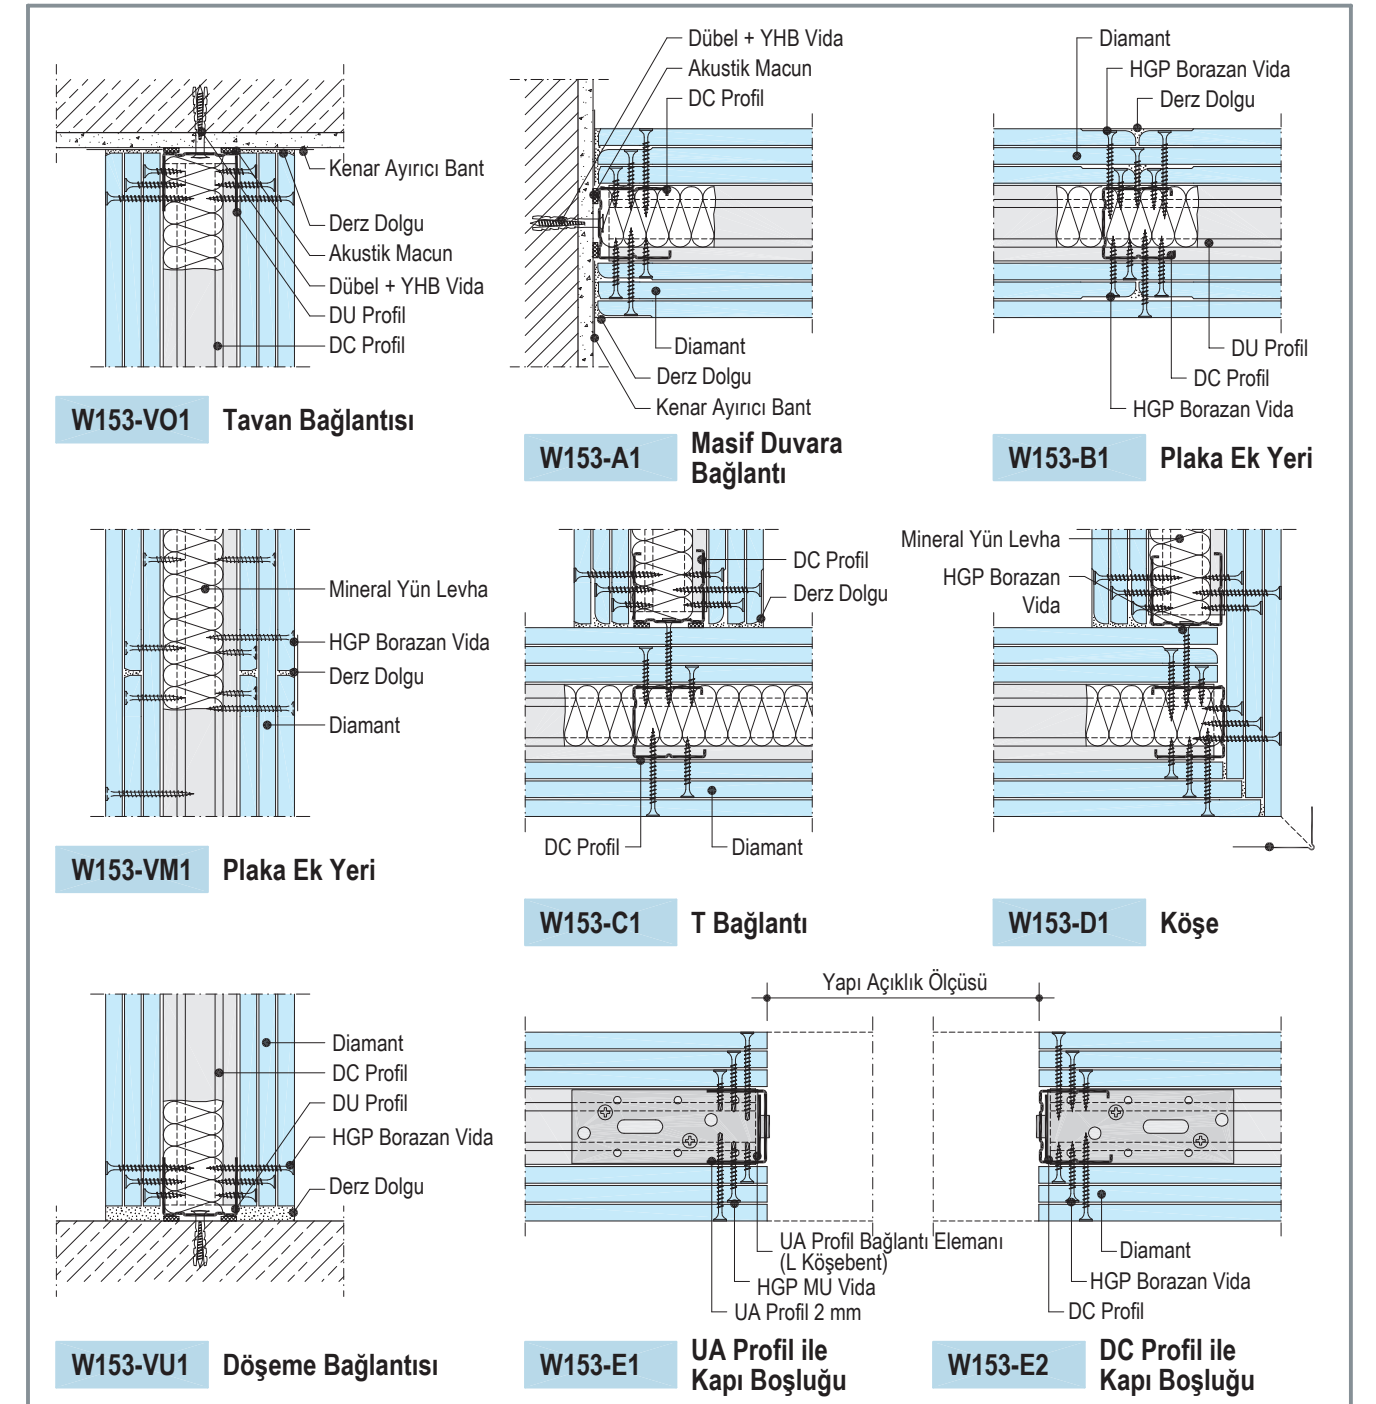 Kenar Ayırıcı Bant
Derz Dolgu
Akustik Macun
Dübel + YHB Vida
DU Profil
DC Profil
W153-VO1 Tavan Bağlantısı
Dübel + YHB Vida
Akustik Macun
DC Profil
Diamant
Derz Dolgu
Kenar Ayırıcı Bant
W153-A1 Masif Duvara
Bağlantı
Diamant
HGP Borazan Vida
Derz Dolgu
DU Profil
DC Profil
HGP Borazan Vida
W153-B1 Plaka Ek Yeri
Mineral Yün Levha
HGP Borazan Vida
Derz Dolgu
Diamant
W153-VM1 Plaka Ek Yeri
DC Profil
Derz Dolgu
DC Profil
Diamant
W153-C1 T Bağlantı
Mineral Yün Levha
HGP Borazan
Vida
W153-D1 Köşe
Diamant
DC Profil
DU Profil
HGP Borazan Vida
Derz Dolgu
W153-VU1 Döşeme Bağlantısı
Yapı Açıklık Ölçüsü
UA Profil Bağlantı Elemanı
(L Köşebent)
HGP MU Vida
UA Profil 2 mm
W153-E1 UA Profil ile
Kapı Boşluğu
Diamant
HGP Borazan Vida
DC Profil
W153-E2 DC Profil ile
Kapı Boşluğu